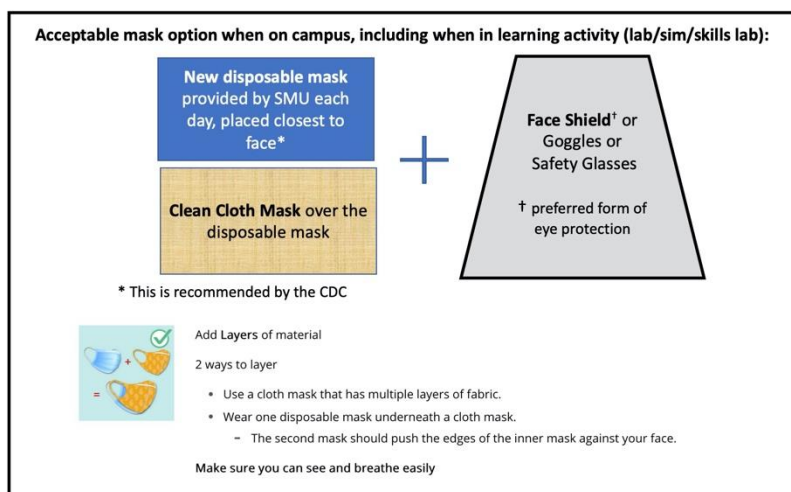 Acceptable mask option when on campus, including when in learning activity (lab/sim/skills lab):
New disposable mask
provided by SMU each
day, placed closest to
face*
Clean Cloth Mask over the
disposable mask
+
Face Shield† or
Goggles or
Safety Glasses
† preferred form of
eye protection
* This is recommended by the CDC
+
=
Add Layers of material
2 ways to layer
• Use a cloth mask that has multiple layers of fabric.
• Wear one disposable mask underneath a cloth mask.
– The second mask should push the edges of the inner mask against your face.
Make sure you can see and breathe easily